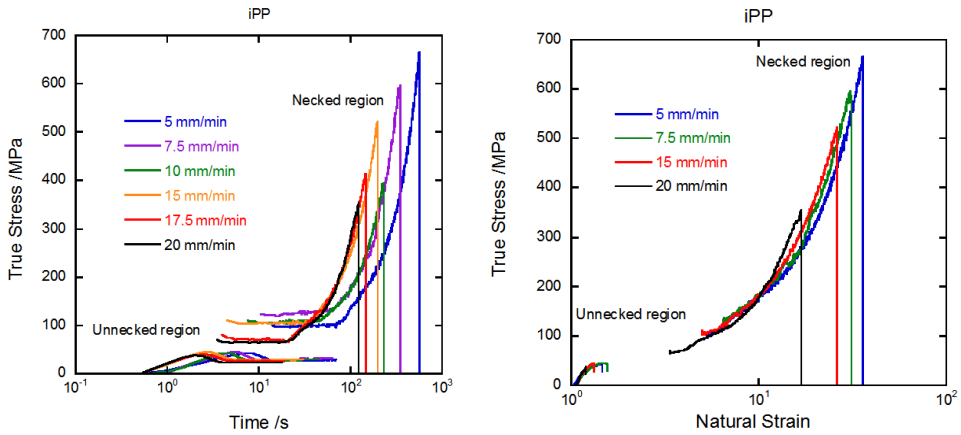 iPP
True Stress /MPa
700
600
500
400
300
200
100
0
Necked region
5 mm/min
7.5 mm/min
10 mm/min
15 mm/min
17.5 mm/min
20 mm/min
Unnecked region
10-1
100
101
102
103
Time /s
iPP
True Stress /MPa
700
600
500
400
300
200
100
0
Necked region
5 mm/min
7.5 mm/min
15 mm/min
20 mm/min
Unnecked region
100
101
102
Natural Strain